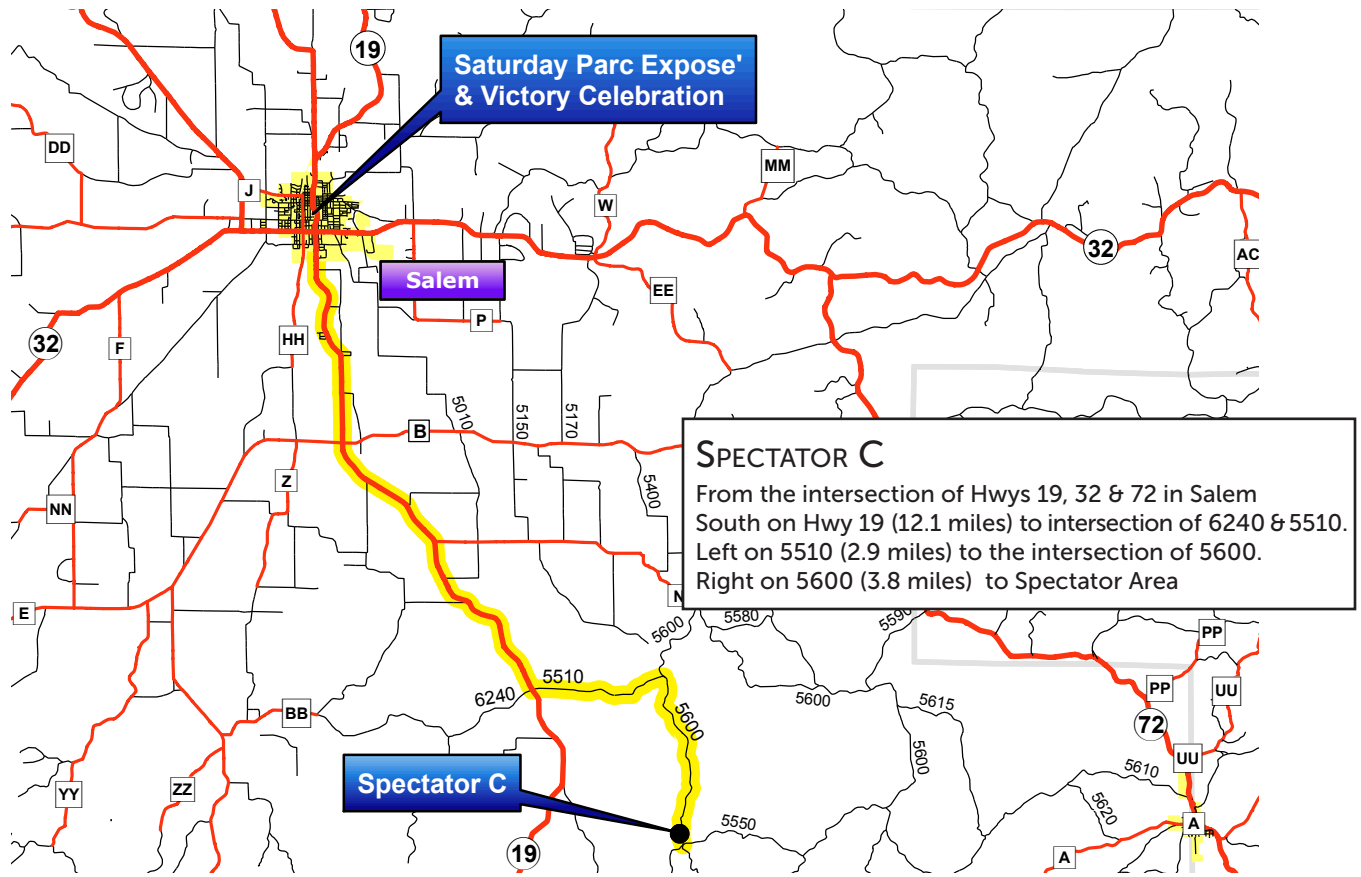 19
Saturday Parc Expose'
& Victory Celebration
DD
MM
J
W
32
AC
Salem
EE
P
32
F
HH
5010
5150
5170
B
SPECTATOR C
From the intersection of Hwys 19, 32 & 72 in Salem
South on Hwy 19 (12.1 miles) to intersection of 6240 & 5510.
Left on 5510 (2.9 miles) to the intersection of 5600.
Right on 5600 (3.8 miles) to Spectator Area
Z
5400
NN
N
E
5600
5580
5590
PP
5510
6240
5600
5600
5615
PP
UU
BB
5600
72
UU
Spectator C
5610
YY
ZZ
5550
5620
A
19
A